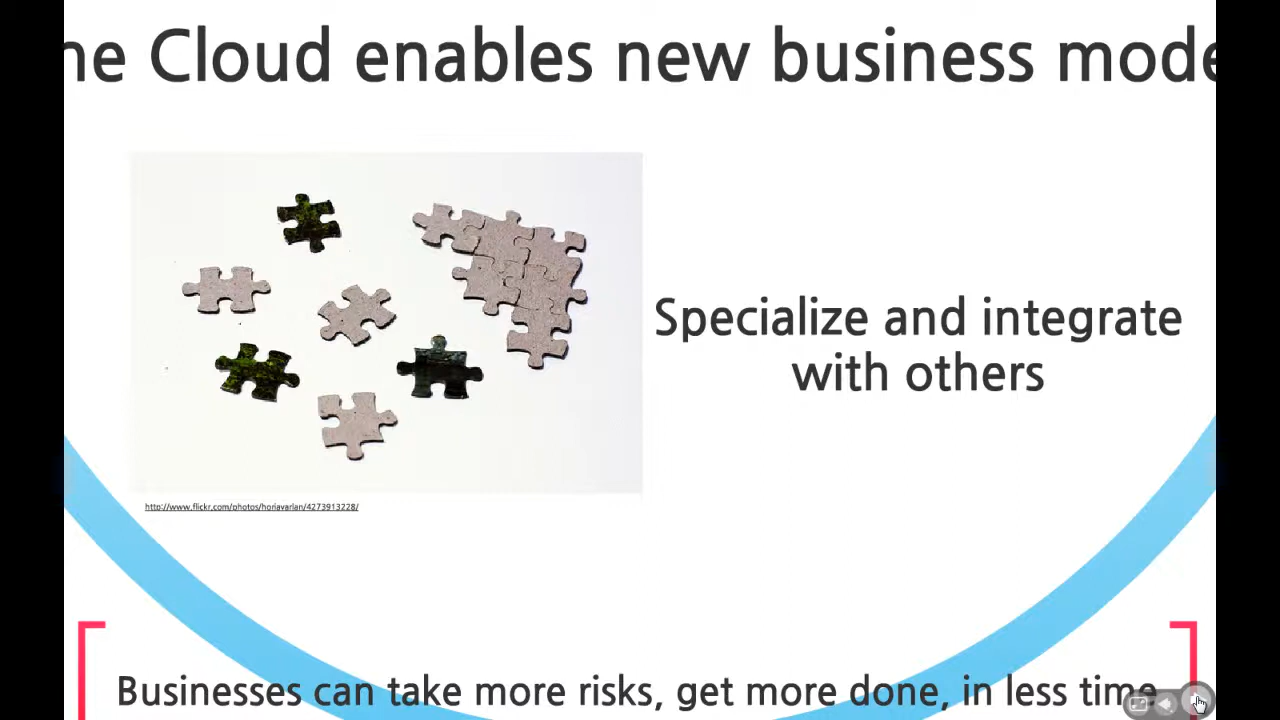 he Cloud enables new business mode
Specialize and integrate
with others
http://www.flickr.com/photos/horiavarlan/4273913228/
Businesses can take more risks, get more done, in less time.